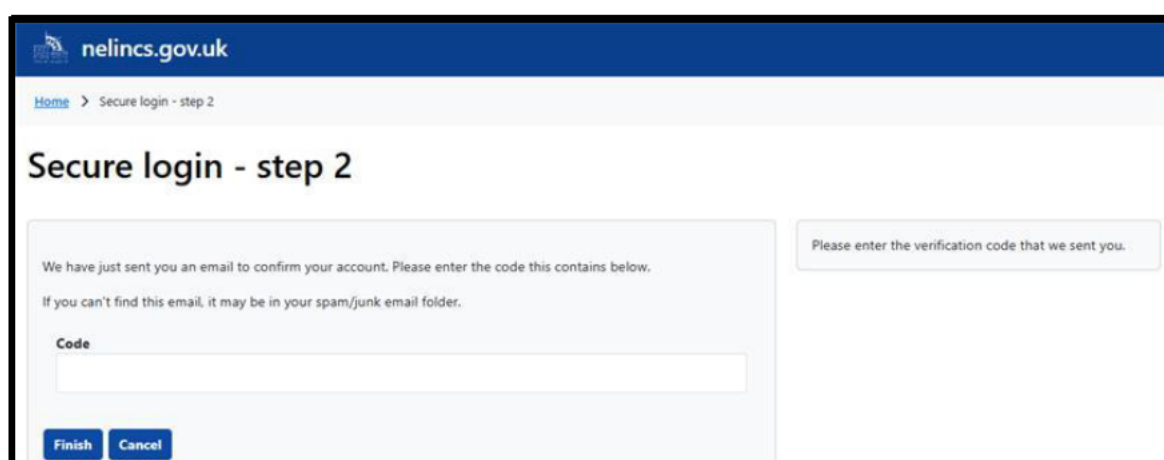 nelincs.gov.uk
Home > Secure login - step 2
Secure login - step 2
We have just sent you an email to confirm your account. Please enter the code this contains below.
If you can't find this email, it may be in your spam/junk email folder.
Code
Finish Cancel
Please enter the verification code that we sent you.